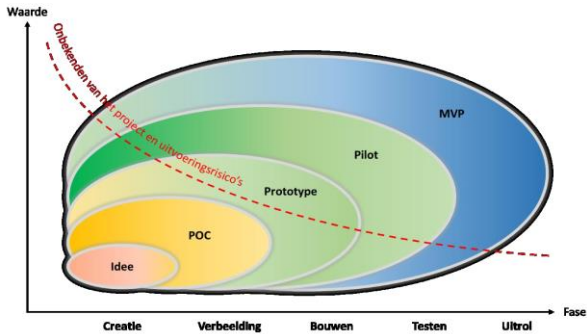 Waarde
Onbekenden van het project en uitvoeringsrisico's
MVP
Pilot
Prototype
POC
Idee
Fase
Creatie
Verbeelding
Bouwen
Testen
Uitrol